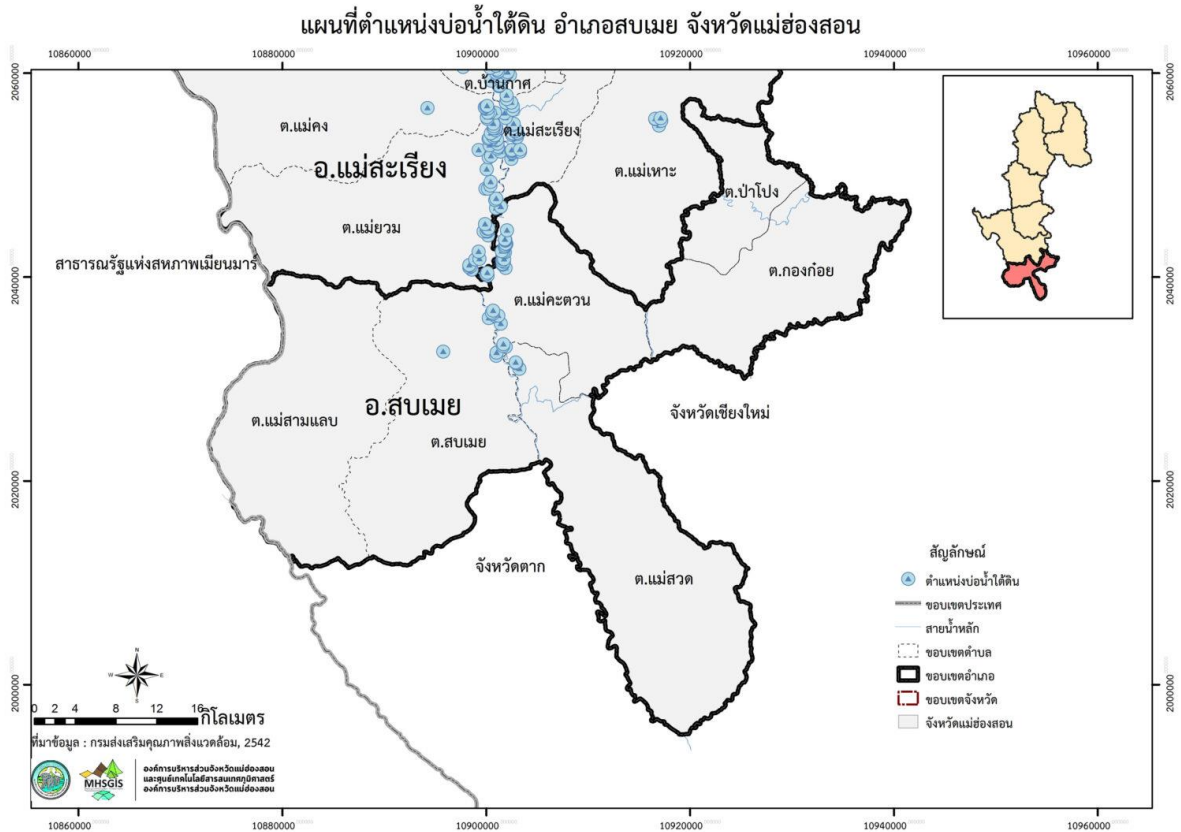 แผนที่ตำแหน่งบ่อน้ำใต้ดิน อำเภอสบเมย จังหวัดแม่ฮ่องสอน
10860000 10880000 10900000 10920000 10940000 10960000
2060000 2060000
ต.บ้านกาศ
ต.แม่คง
ต.แม่สะเรียง
อ.แม่สะเรียง
ต.แม่เหาะ
ต.ป่าโปง
ต.แม่ยวม
สาธารณรัฐแห่งสหภาพเมียนมาร์
ต.กองก๋อย
2040000 2040000
ต.แม่คะตวน
อ.สบเมย
จังหวัดเชียงใหม่
ต.แม่สามแลบ
ต.สบเมย
2020000 2020000
จังหวัดตาก
ต.แม่สวด
สัญลักษณ์
ตำแหน่งบ่อน้ำใต้ดิน
ขอบเขตประเทศ
สายน้ำหลัก
ขอบเขตตำบล
ขอบเขตอำเภอ
ขอบเขตจังหวัด
จังหวัดแม่ฮ่องสอน
2000000 2000000
N
W E
S
0 2 4 8 12 16
กิโลเมตร
ที่มาข้อมูล : กรมส่งเสริมคุณภาพสิ่งแวดล้อม, 2542
MHSGIS
องค์การบริหารส่วนจังหวัดแม่ฮ่องสอน
และศูนย์เทคโนโลยีสารสนเทศภูมิศาสตร์
องค์การบริหารส่วนจังหวัดแม่ฮ่องสอน
10860000 10880000 10900000 10920000 10940000 10960000